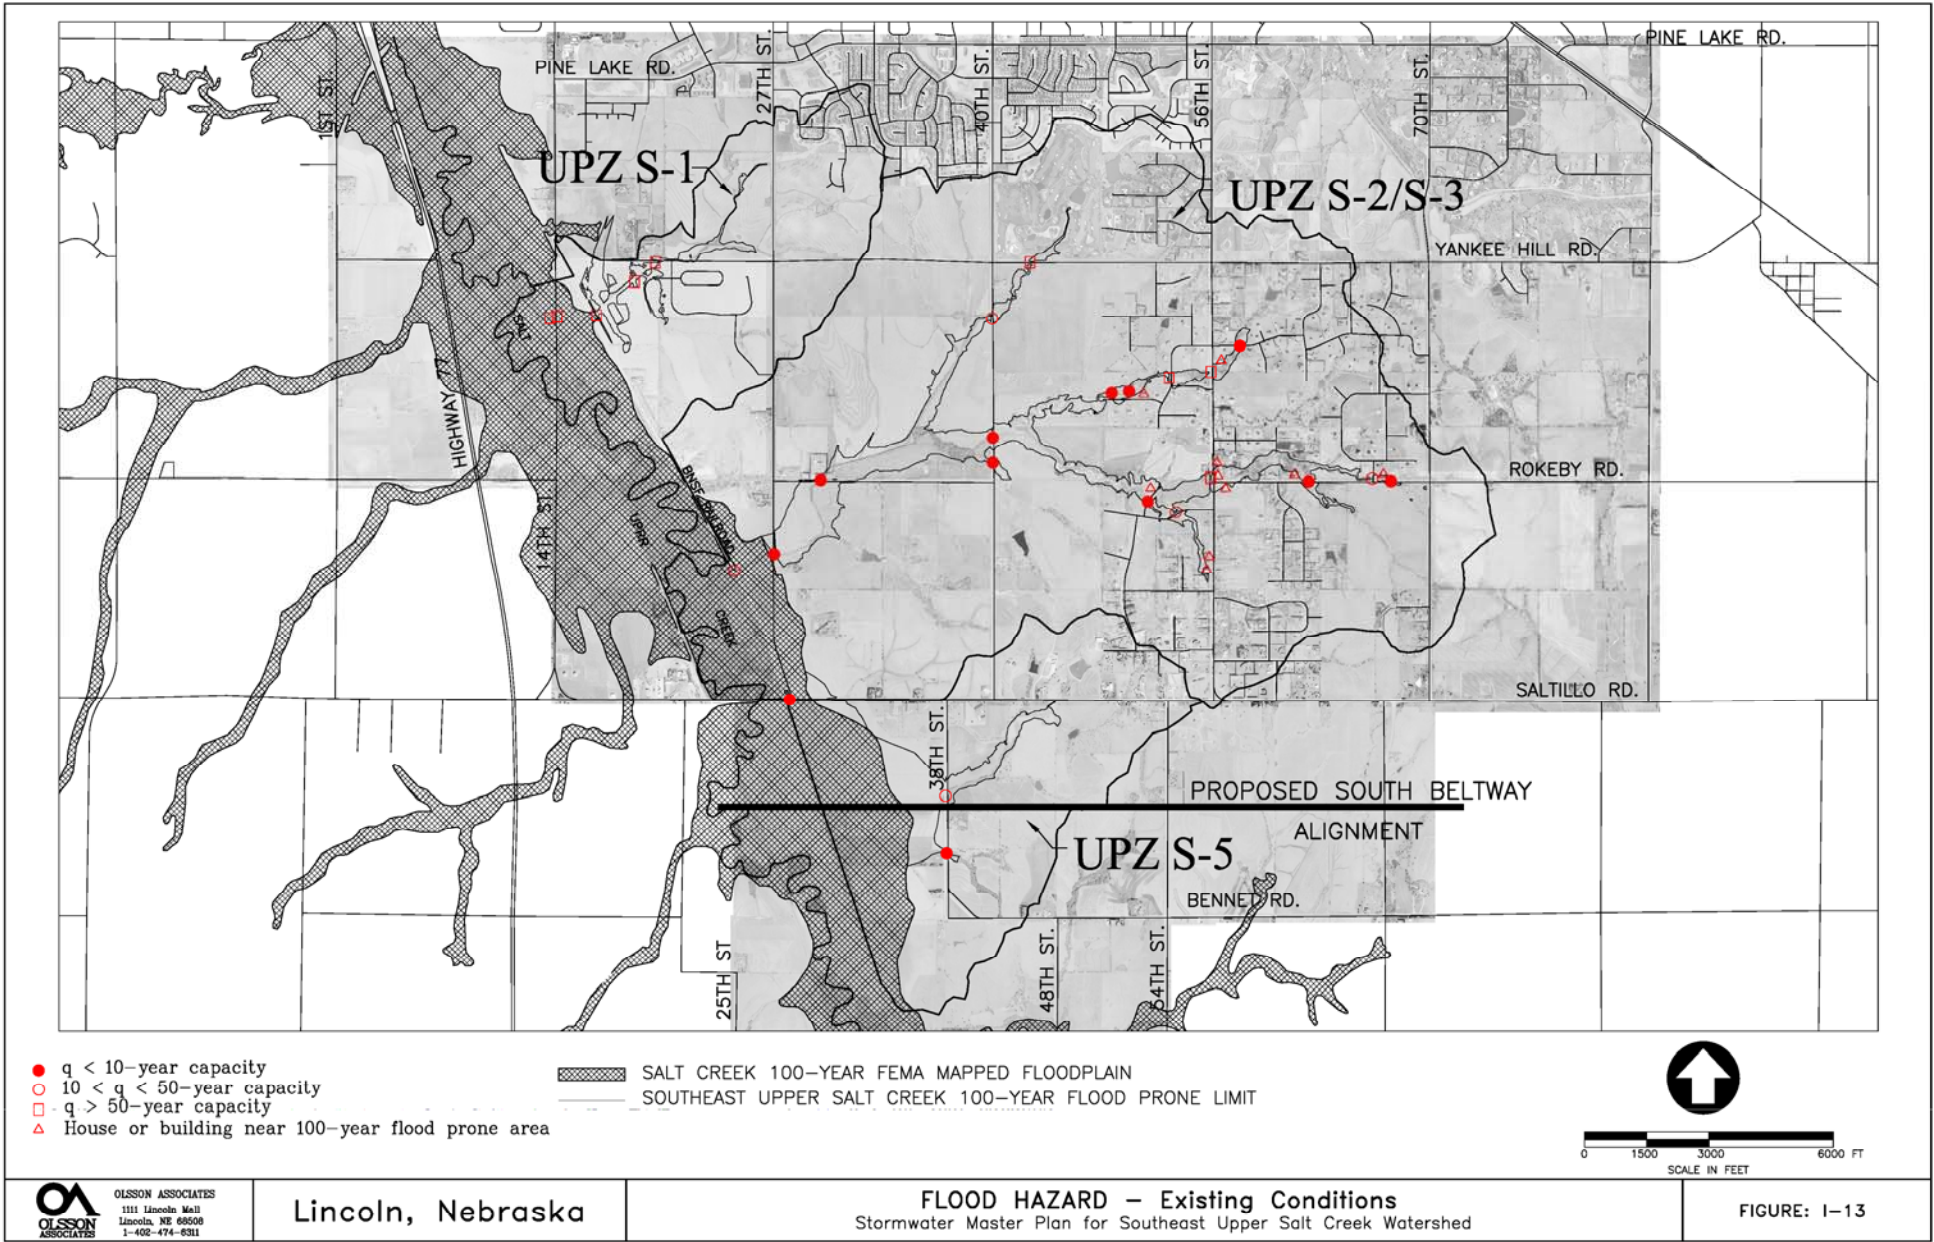 PINE LAKE RD.
PINE LAKE RD.
1ST ST.
27TH ST.
40TH ST.
56TH ST.
70TH ST.
UPZ S-1
UPZ S-2/S-3
YANKEE HILL RD.
SALT
HIGHWAY 77
ROKEBY RD.
BNSF RAILROAD
UPRR
14TH ST.
CREEK
SALTILLO RD.
38TH ST.
PROPOSED SOUTH BELTWAY
ALIGNMENT
UPZ S-5
BENNET RD.
25TH ST
48TH ST.
54TH ST.
q < 10-year capacity
10 < q < 50-year capacity
q > 50-year capacity
House or building near 100-year flood prone area
SALT CREEK 100-YEAR FEMA MAPPED FLOODPLAIN
SOUTHEAST UPPER SALT CREEK 100-YEAR FLOOD PRONE LIMIT
0 1500 3000 6000 FT
SCALE IN FEET
OLSSON
ASSOCIATES
OLSSON ASSOCIATES
1111 Lincoln Mall
Lincoln, NE 68508
1-402-474-6311
Lincoln, Nebraska
FLOOD HAZARD - Existing Conditions
Stormwater Master Plan for Southeast Upper Salt Creek Watershed
FIGURE: I-13